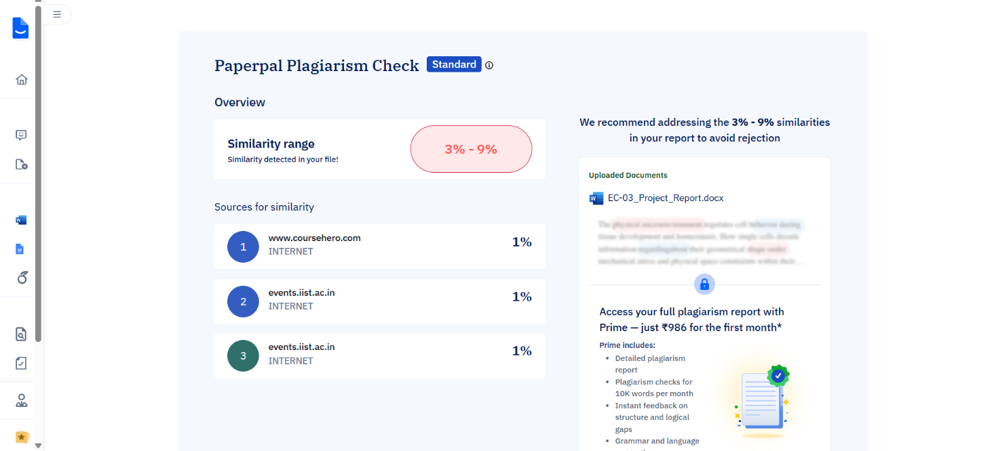 Paperpal Plagiarism Check Standard
Overview
Similarity range
Similarity detected in your file!
3% - 9%
Sources for similarity
1
www.coursehero.com
INTERNET
1%
2
events.iist.ac.in
INTERNET
1%
3
events.iist.ac.in
INTERNET
1%
We recommend addressing the 3% - 9% similarities
in your report to avoid rejection
Uploaded Documents
W
EC-03_Project_Report.docx
The physical microenvironment regulates cell behavior during
tissue development and homeostasis. How single cells decode
information regarding their geometrical shape under
mechanical stress and physical space constraints within their ...
Access your full plagiarism report with
Prime — just ₹986 for the first month*
Prime includes:
• Detailed plagiarism
report
• Plagiarism checks for
10K words per month
• Instant feedback on
structure and logical
gaps
• Grammar and language